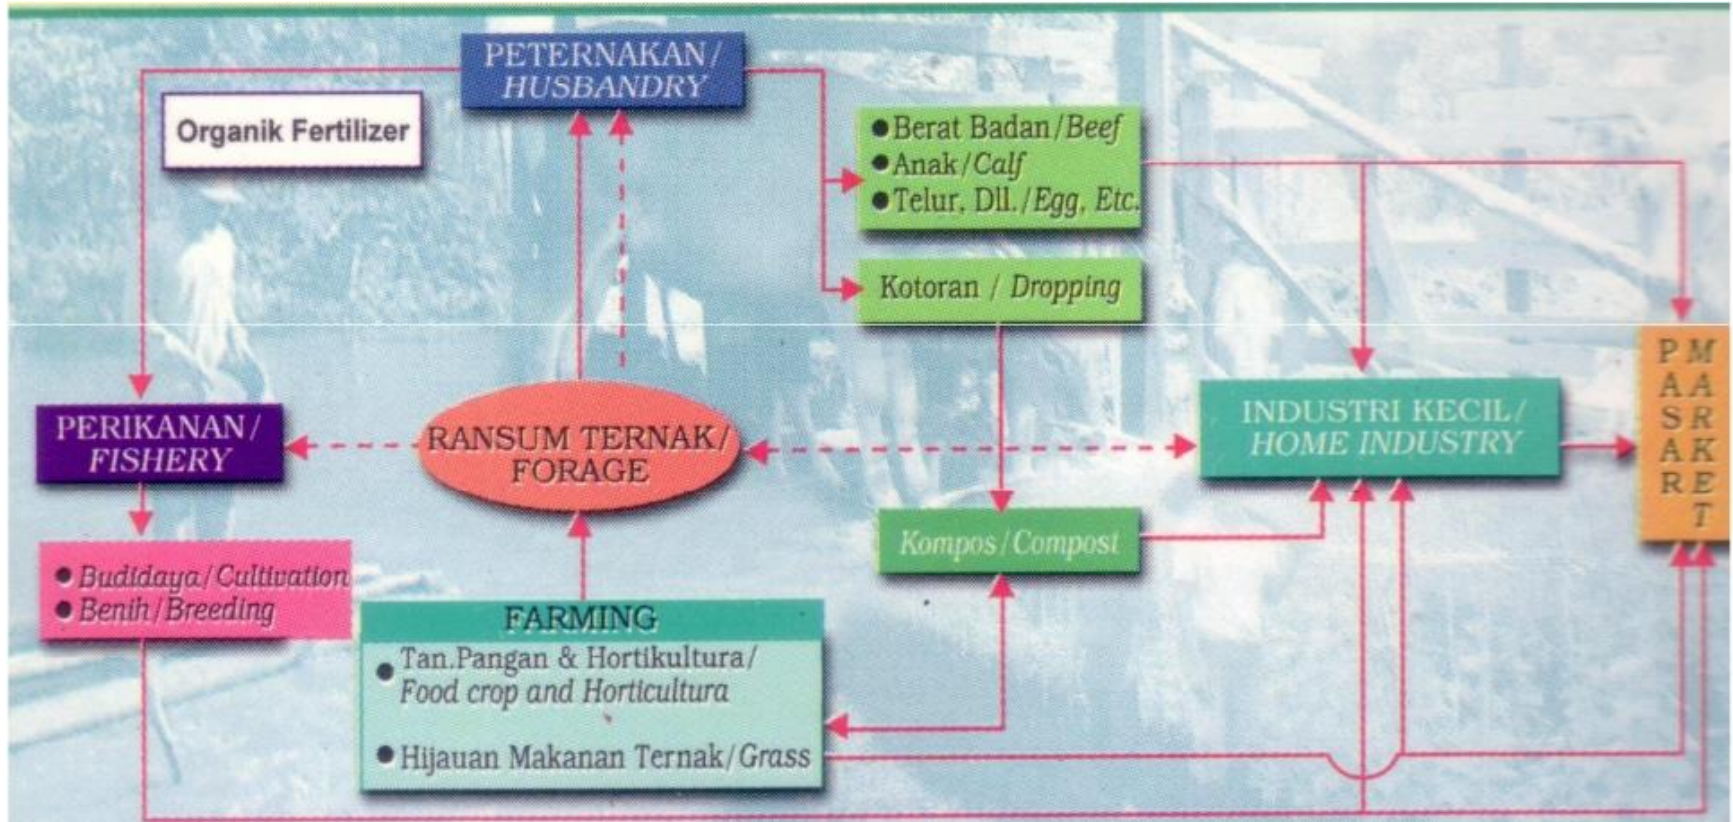 PETERNAKAN/
HUSBANDRY
Organik Fertilizer
● Berat Badan/Beef
● Anak/Calf
● Telur, Dll./Egg, Etc.
Kotoran / Dropping
PERIKANAN/
FISHERY
RANSUM TERNAK/
FORAGE
INDUSTRI KECIL/
HOME INDUSTRY
PASAR
MARKET
Kompos/Compost
● Budidaya/Cultivation
● Benih/Breeding
FARMING
● Tan.Pangan & Hortikultura/
Food crop and Horticultura
● Hijauan Makanan Ternak/Grass